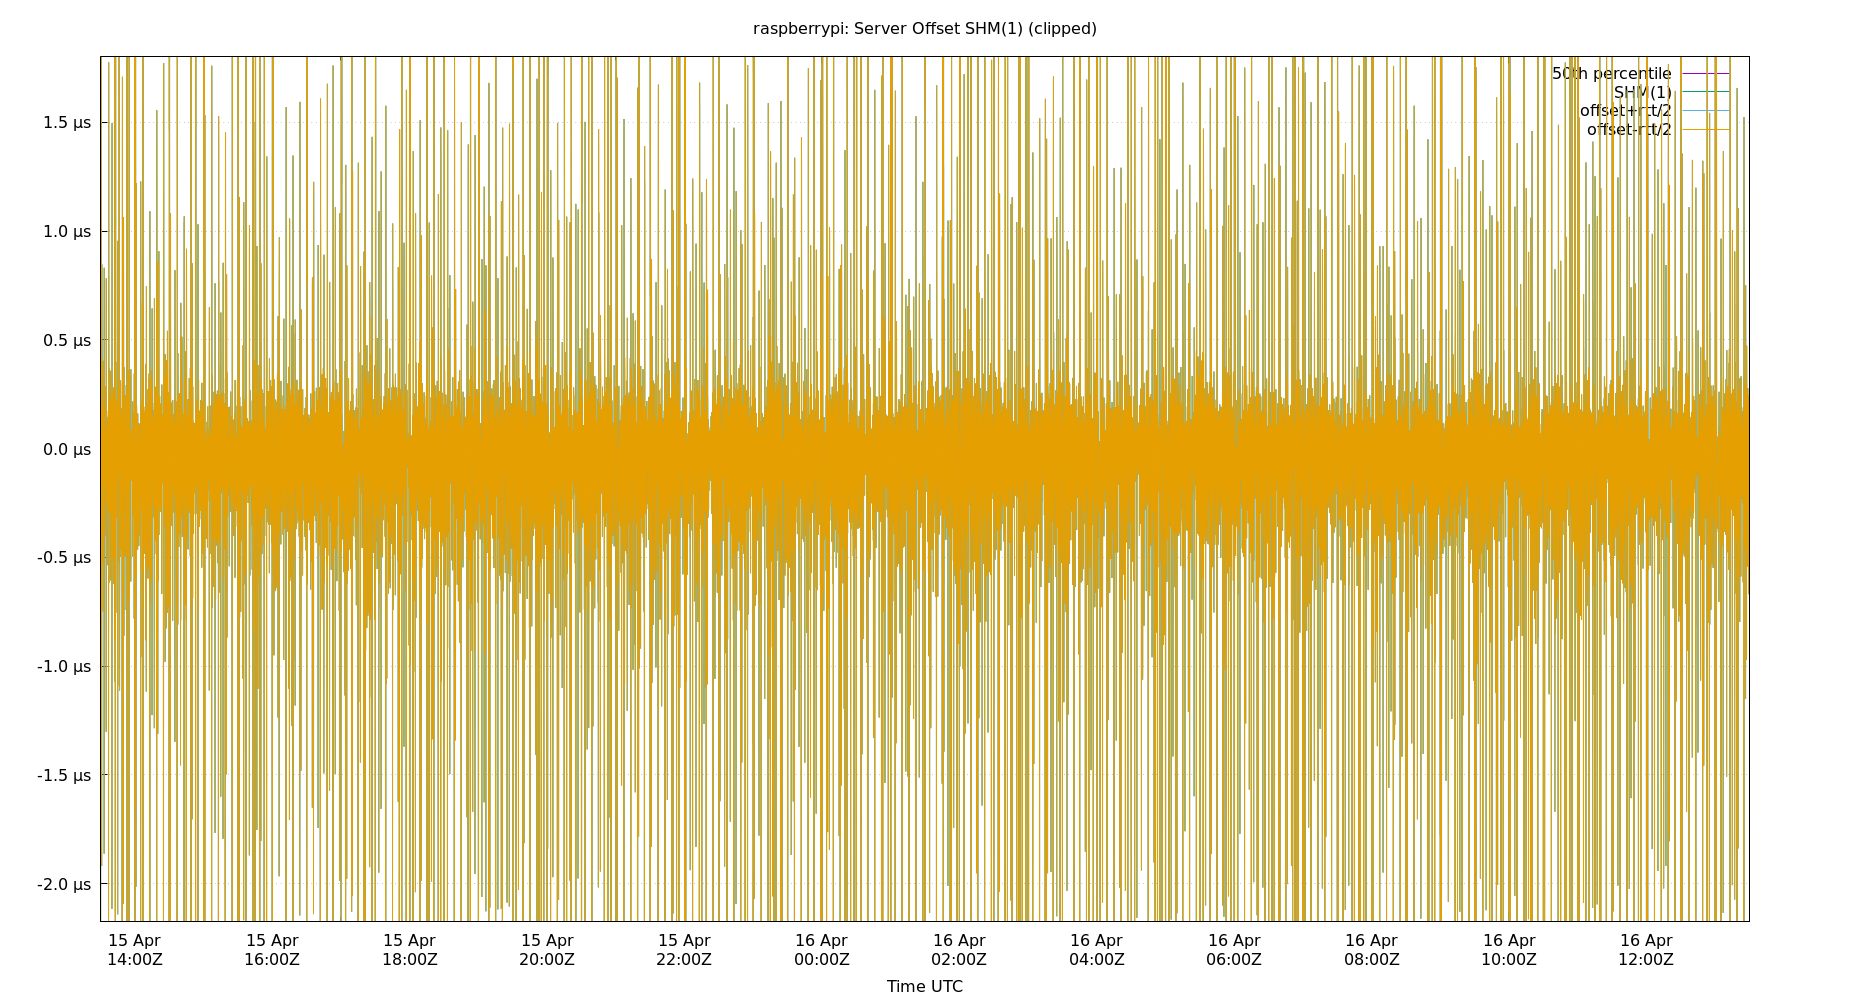 raspberrypi: Server Offset SHM(1) (clipped)
50th percentile
SHM(1)
offset+rtt/2
offset-rtt/2
1.5 µs
1.0 µs
0.5 µs
0.0 µs
-0.5 µs
-1.0 µs
-1.5 µs
-2.0 µs
15 Apr 15 Apr 15 Apr 15 Apr 15 Apr 16 Apr 16 Apr 16 Apr 16 Apr 16 Apr 16 Apr 16 Apr
14:00Z 16:00Z 18:00Z 20:00Z 22:00Z 00:00Z 02:00Z 04:00Z 06:00Z 08:00Z 10:00Z 12:00Z
Time UTC